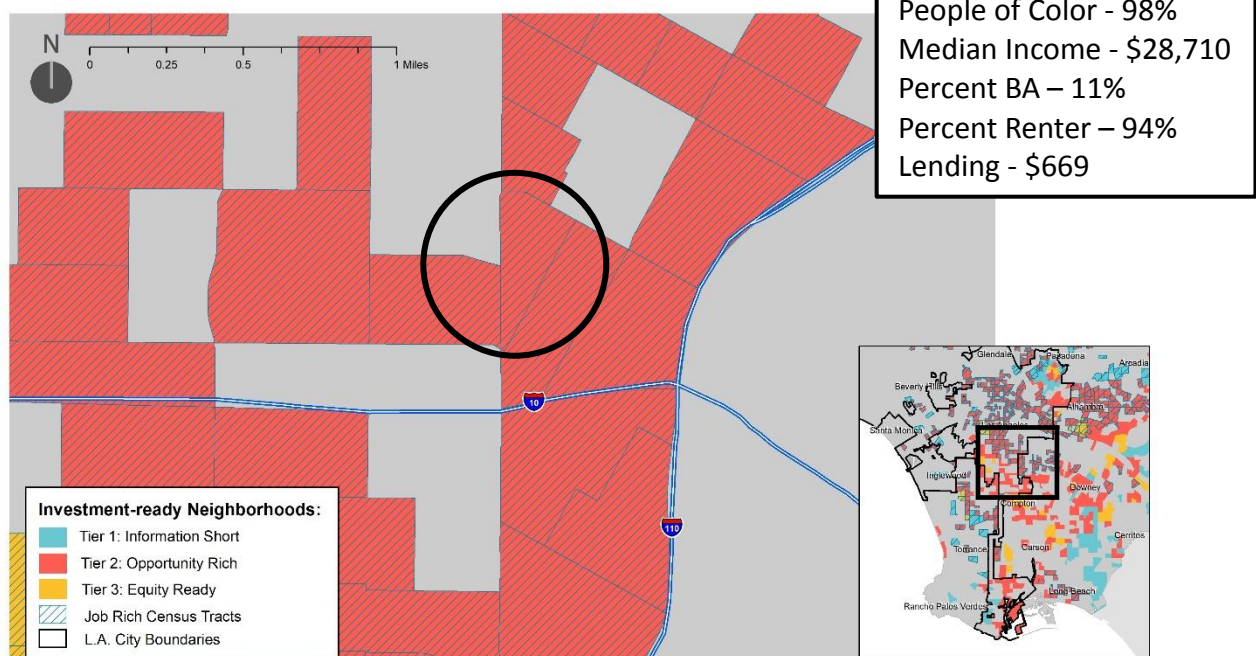 People of Color - 98%
Median Income - $28,710
Percent BA – 11%
Percent Renter – 94%
Lending - $669
N
0 0.25 0.5 1 Miles
10
110
Investment-ready Neighborhoods:
Tier 1: Information Short
Tier 2: Opportunity Rich
Tier 3: Equity Ready
Job Rich Census Tracts
L.A. City Boundaries
Glendale
Pasadena
Arcadia
Beverly Hills
Alhambra
Santa Monica
Los Angeles
Inglewood
Downey
Compton
Cerritos
Torrance
Carson
Long Beach
Rancho Palos Verdes